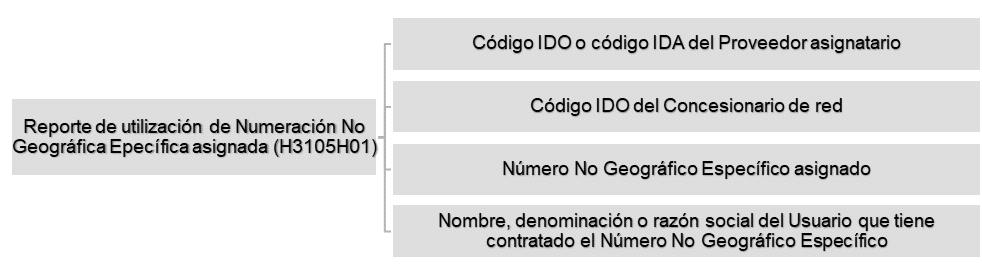 Código IDO o código IDA del Proveedor asignatario
Código IDO del Concesionario de red
Reporte de utilización de Numeración No
Geográfica Epecífica asignada (H3105H01)
Número No Geográfico Específico asignado
Nombre, denominación o razón social del Usuario que tiene
contratado el Número No Geográfico Específico